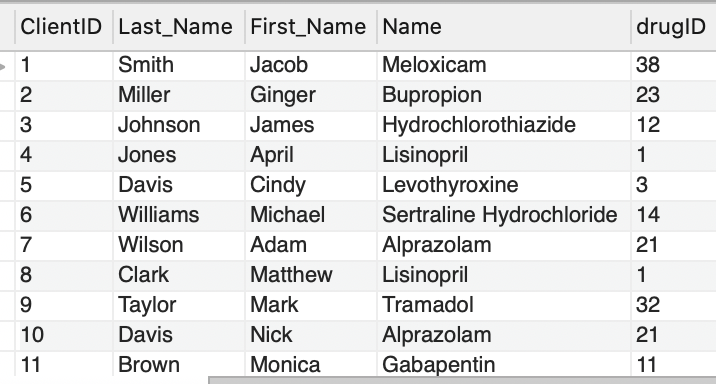 ClientID Last_Name First_Name Name drugID
1 Smith Jacob Meloxicam 38
2 Miller Ginger Bupropion 23
3 Johnson James Hydrochlorothiazide 12
4 Jones April Lisinopril 1
5 Davis Cindy Levothyroxine 3
6 Williams Michael Sertraline Hydrochloride 14
7 Wilson Adam Alprazolam 21
8 Clark Matthew Lisinopril 1
9 Taylor Mark Tramadol 32
10 Davis Nick Alprazolam 21
11 Brown Monica Gabapentin 11